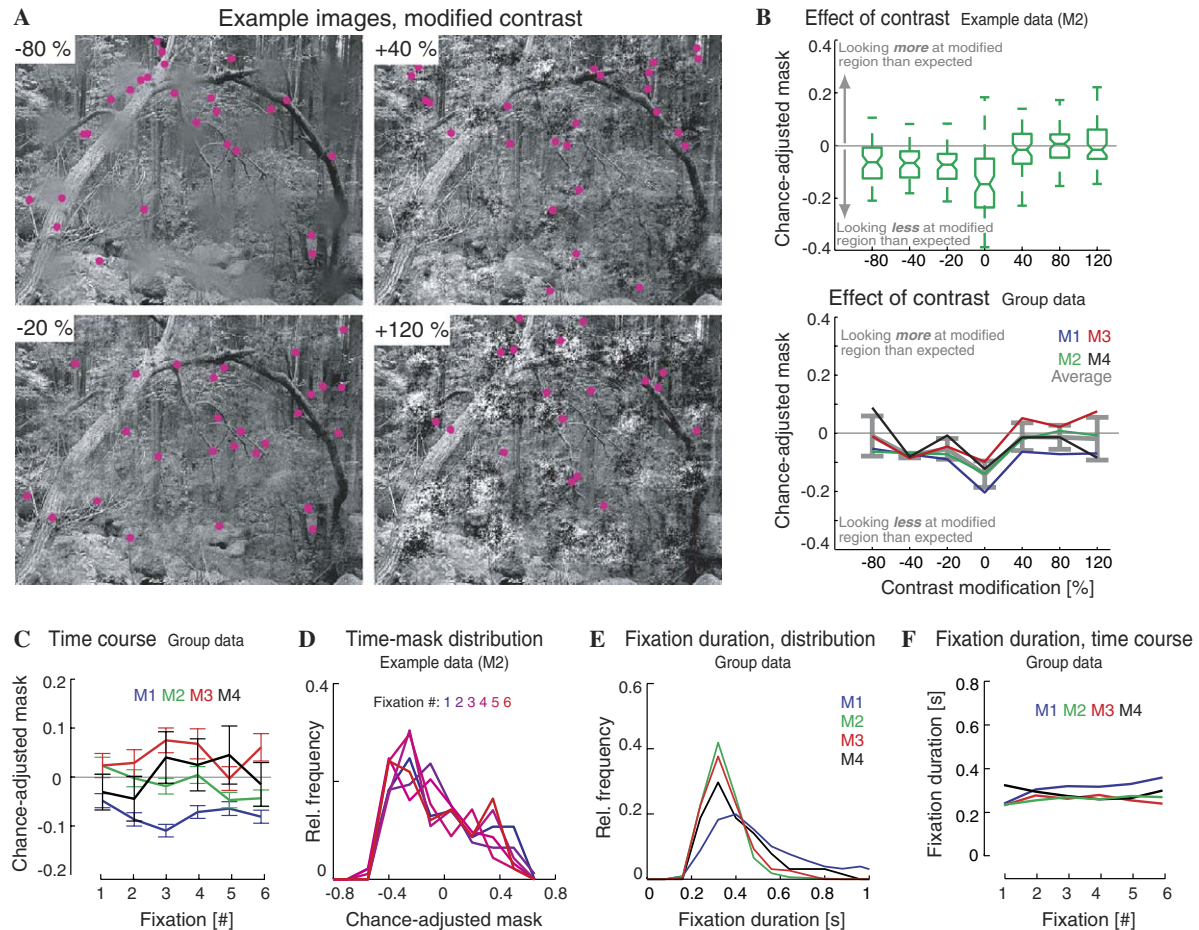 A
Example images, modified contrast
-80 %
+40 %
-20 %
+120 %
B
Effect of contrast Example data (M2)
Chance-adjusted mask
0.4
0.2
0
-0.2
-0.4
Looking more at modified
region than expected
Looking less at modified
region than expected
-80 -40 -20 0 40 80 120
Effect of contrast Group data
Chance-adjusted mask
0.4
0.2
0
-0.2
-0.4
Looking more at modified
region than expected
M1 M3
M2 M4
Average
Looking less at modified
region than expected
-80 -40 -20 0 40 80 120
Contrast modification [%]
C Time course Group data
Chance-adjusted mask
0.2
0.1
0
-0.1
-0.2
M1 M2 M3 M4
1 2 3 4 5 6
Fixation [#]
D Time-mask distribution
Example data (M2)
Rel. frequency
0.4
0
Fixation #: 1 2 3 4 5 6
-0.8 -0.4 0 0.4 0.8
Chance-adjusted mask
E Fixation duration, distribution
Group data
Rel. frequency
0.6
0.4
0.2
0
M1
M2
M3
M4
0 0.2 0.4 0.6 0.8 1
Fixation duration [s]
F Fixation duration, time course
Group data
Fixation duration [s]
0.8
0.6
0.4
0.2
0
M1 M2 M3 M4
1 2 3 4 5 6
Fixation [#]